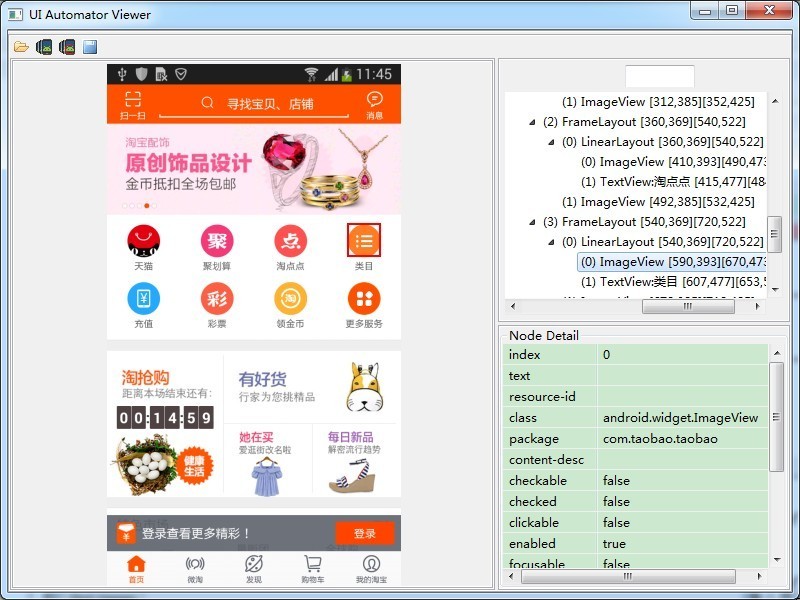 UI Automator Viewer
11:45
扫一扫
寻找宝贝、店铺
消息
淘宝配饰
原创饰品设计
金币抵扣全场包邮
天猫
聚
聚划算
点
淘点点
类目
充值
彩
彩票
淘
领金币
更多服务
淘抢购
距离本场结束还有:
00:14:59
健康
生活
有好货
行家为您挑精品
她在买
爱逛街改名啦
每日新品
解密流行趋势
登录查看更多精彩！
登录
首页
微淘
发现
购物车
我的淘宝
(1) ImageView [312,385][352,425]
(2) FrameLayout [360,369][540,522]
(0) LinearLayout [360,369][540,522]
(0) ImageView [410,393][490,473
(1) TextView:淘点点 [415,477][48
(1) ImageView [492,385][532,425]
(3) FrameLayout [540,369][720,522]
(0) LinearLayout [540,369][720,522]
(0) ImageView [590,393][670,473
(1) TextView:类目 [607,477][653,5
Node Detail
index 0
text
resource-id
class android.widget.ImageView
package com.taobao.taobao
content-desc
checkable false
checked false
clickable false
enabled true
focusable false